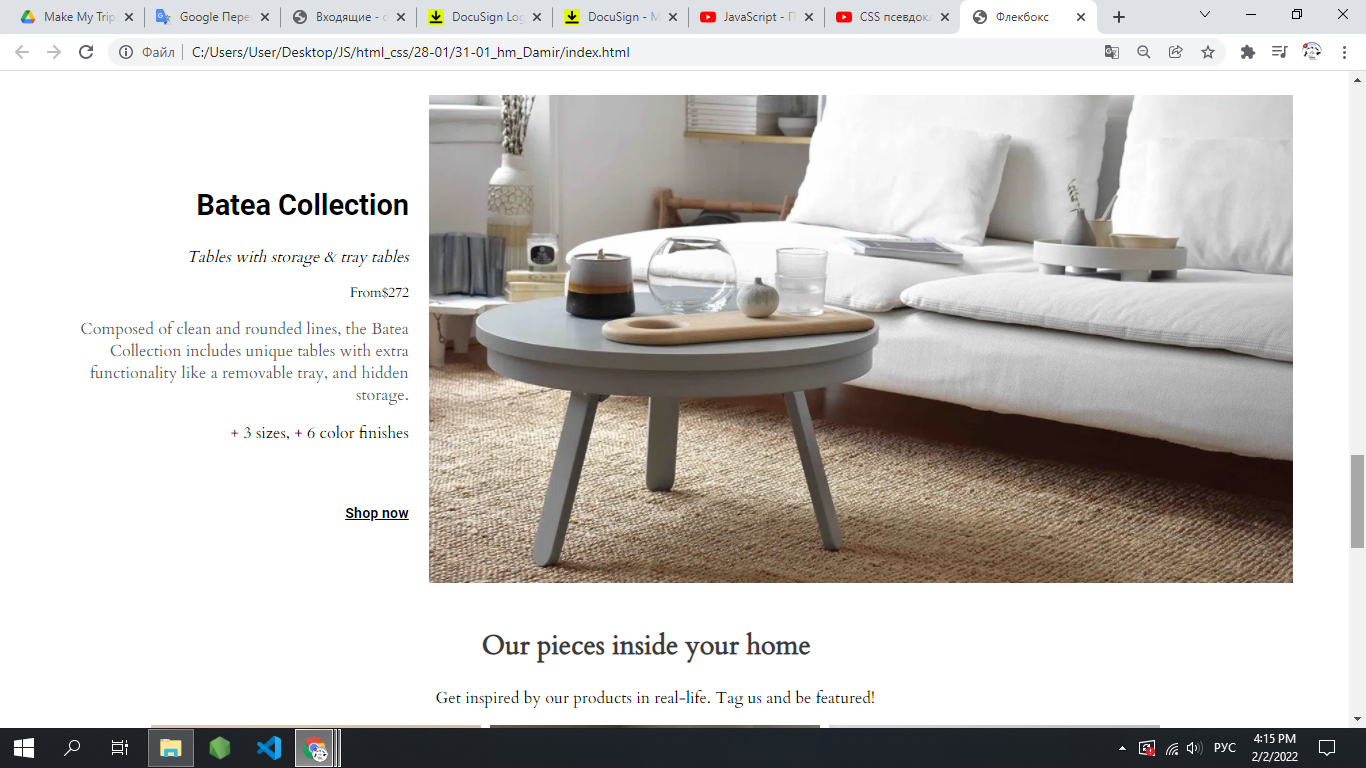 Make My Trip
Google Пере
Входящие - 
DocuSign Log
DocuSign - M
JavaScript - П
CSS псевдокл
Флекбокс
Файл
C:/Users/User/Desktop/JS/html_css/28-01/31-01_hm_Damir/index.html
Batea Collection
Tables with storage & tray tables
From$272
Composed of clean and rounded lines, the Batea
Collection includes unique tables with extra
functionality like a removable tray, and hidden
storage.
+ 3 sizes, + 6 color finishes
Shop now
Our pieces inside your home
Get inspired by our products in real-life. Tag us and be featured!
РУС
4:15 PM
2/2/2022